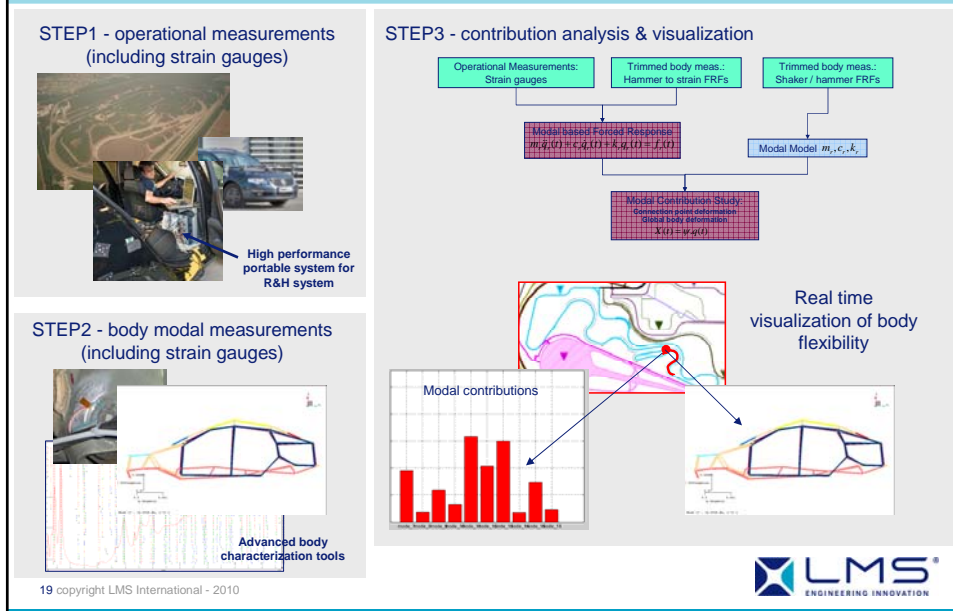 STEP1 - operational measurements
(including strain gauges)
High performance
portable system for
R&H system
STEP2 - body modal measurements
(including strain gauges)
Advanced body
characterization tools
STEP3 - contribution analysis & visualization
Operational Measurements:
Strain gauges
Trimmed body meas.:
Hammer to strain FRFs
Trimmed body meas.:
Shaker / hammer FRFs
Modal based Forced Response
Modal Model m_r, c_r, k_r
Modal Contribution Study:
Connection point deformation
Global body deformation
X(t) = ψ.q(t)
Real time
visualization of body
flexibility
Modal contributions
19 copyright LMS International - 2010
LMS
ENGINEERING INNOVATION